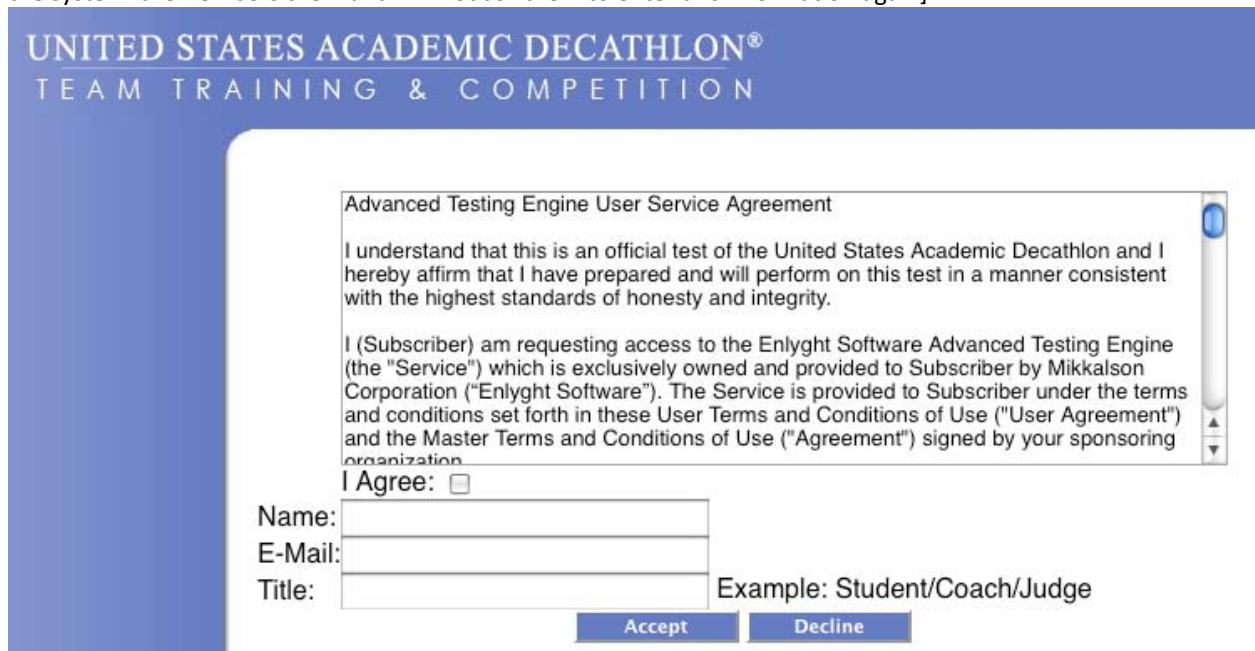 UNITED STATES ACADEMIC DECATHLON®
TEAM TRAINING & COMPETITION
Advanced Testing Engine User Service Agreement
I understand that this is an official test of the United States Academic Decathlon and I
hereby affirm that I have prepared and will perform on this test in a manner consistent
with the highest standards of honesty and integrity.
I (Subscriber) am requesting access to the Enlyght Software Advanced Testing Engine
(the "Service") which is exclusively owned and provided to Subscriber by Mikkalson
Corporation (“Enlyght Software”). The Service is provided to Subscriber under the terms
and conditions set forth in these User Terms and Conditions of Use ("User Agreement")
and the Master Terms and Conditions of Use ("Agreement") signed by your sponsoring
organization
I Agree:
Name:
E-Mail:
Title:
Example: Student/Coach/Judge
Accept
Decline